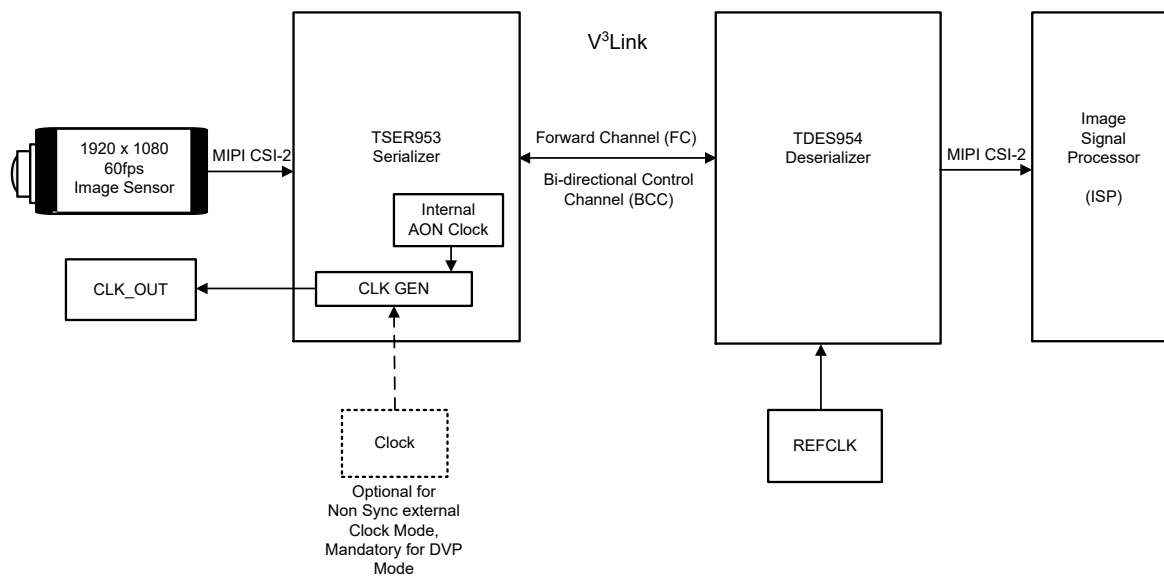 V³Link
1920 x 1080
60fps
Image Sensor
MIPI CSI-2
TSER953
Serializer
Forward Channel (FC)
Bi-directional Control
Channel (BCC)
TDES954
Deserializer
MIPI CSI-2
Image
Signal
Processor
(ISP)
Internal
AON Clock
CLK_OUT
CLK GEN
Clock
Optional for
Non Sync external
Clock Mode,
Mandatory for DVP
Mode
REFCLK